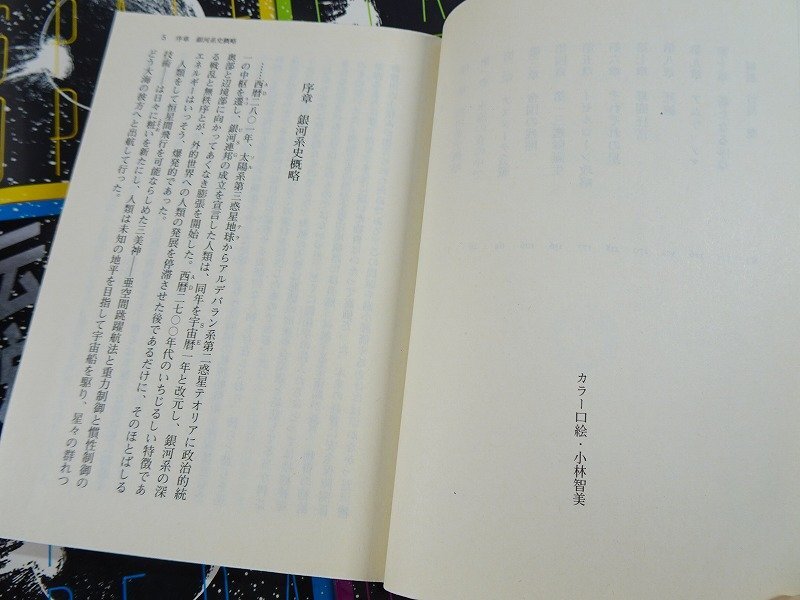 カラー口絵・小林智美
5 序章 銀河系史概略
序章 銀河系史概略
……西暦二八〇一年、太陽系第三惑星地球からアルデバラン系第二惑星テオリアに政治的統
一の中枢を遷し、銀河連邦の成立を宣言した人類は、同年を宇宙暦一年と改元し、銀河系の深
奥部と辺境部に向かってあくなき膨張を開始した。西暦二七〇〇年代のいちじるしい特徴であ
る戦乱と無秩序とが、外的世界への人類の発展を停滞させた後であるだけに、そのほとばしる
エネルギーはいっそう、爆発的であった。
人類をして恒星間飛行を可能ならしめた三美神――亜空間跳躍航法と重力制御と慣性制御の
技術――は日々に粧いを新たにし、人類は未知の地平を目指して宇宙船を駆り、星々の群れつ
どう大海の彼方へと出航して行った。